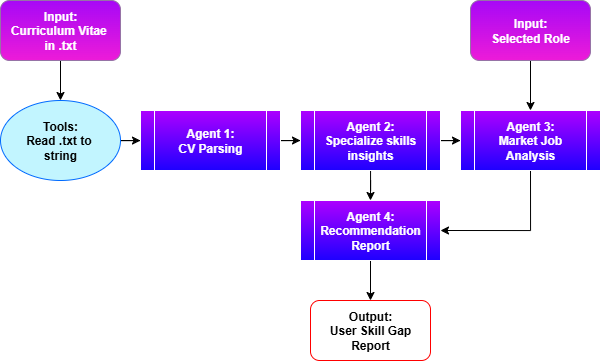 Input:
Curriculum Vitae
in .txt
Input:
Selected Role
Tools:
Read .txt to
string
Agent 1:
CV Parsing
Agent 2:
Specialize skills
insights
Agent 3:
Market Job
Analysis
Agent 4:
Recommendation
Report
Output:
User Skill Gap
Report